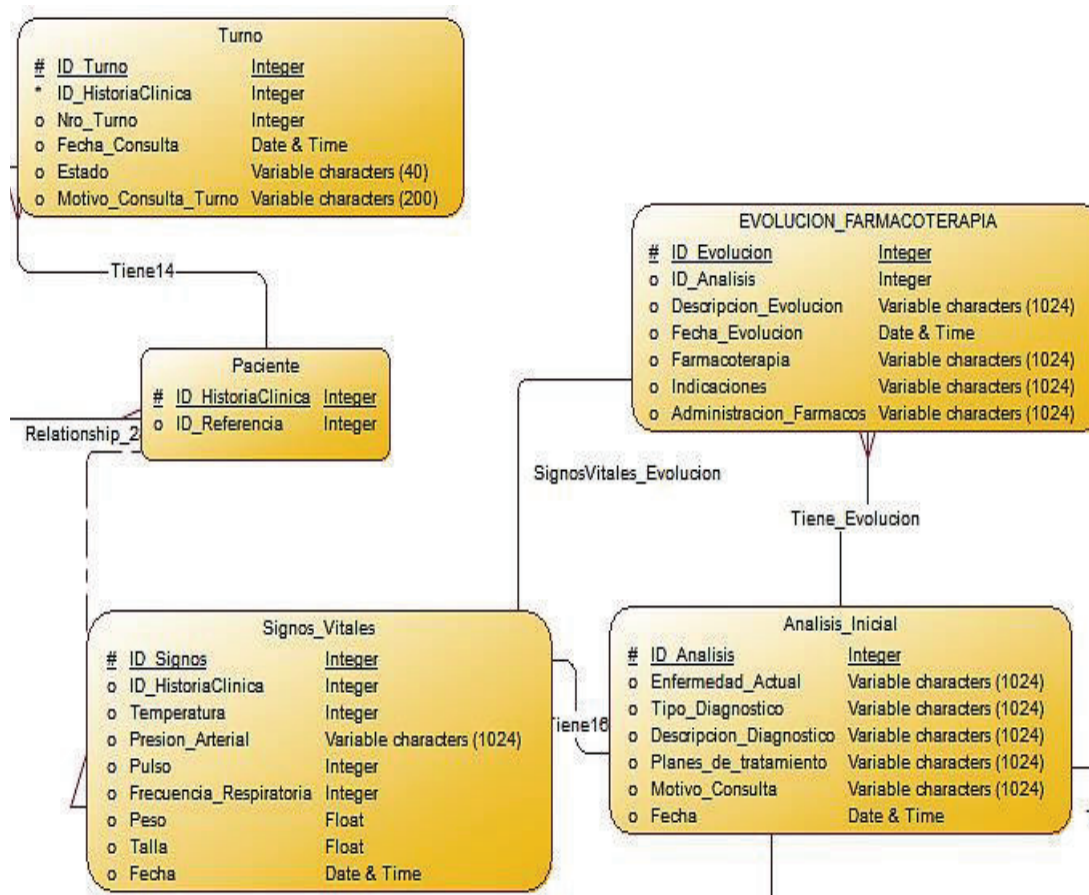 Turno
# ID_Turno Integer
* ID_HistoriaClinica Integer
o Nro_Turno Integer
o Fecha_Consulta Date & Time
o Estado Variable characters (40)
o Motivo_Consulta_Turno Variable characters (200)
Tiene14
Paciente
# ID_HistoriaClinica Integer
o ID_Referencia Integer
Relationship_2
EVOLUCION_FARMACOTERAPIA
# ID_Evolucion Integer
o ID_Analisis Integer
o Descripcion_Evolucion Variable characters (1024)
o Fecha_Evolucion Date & Time
o Farmacoterapia Variable characters (1024)
o Indicaciones Variable characters (1024)
o Administracion_Farmacos Variable characters (1024)
SignosVitales_Evolucion
Tiene_Evolucion
Signos_Vitales
# ID_Signos Integer
o ID_HistoriaClinica Integer
o Temperatura Integer
o Presion_Arterial Variable characters (1024)
o Pulso Integer
o Frecuencia_Respiratoria Integer
o Peso Float
o Talla Float
o Fecha Date & Time
Tiene16
Analisis_Inicial
# ID_Analisis Integer
o Enfermedad_Actual Variable characters (1024)
o Tipo_Diagnostico Variable characters (1024)
o Descripcion_Diagnostico Variable characters (1024)
o Planes_de_tratamiento Variable characters (1024)
o Motivo_Consulta Variable characters (1024)
o Fecha Date & Time